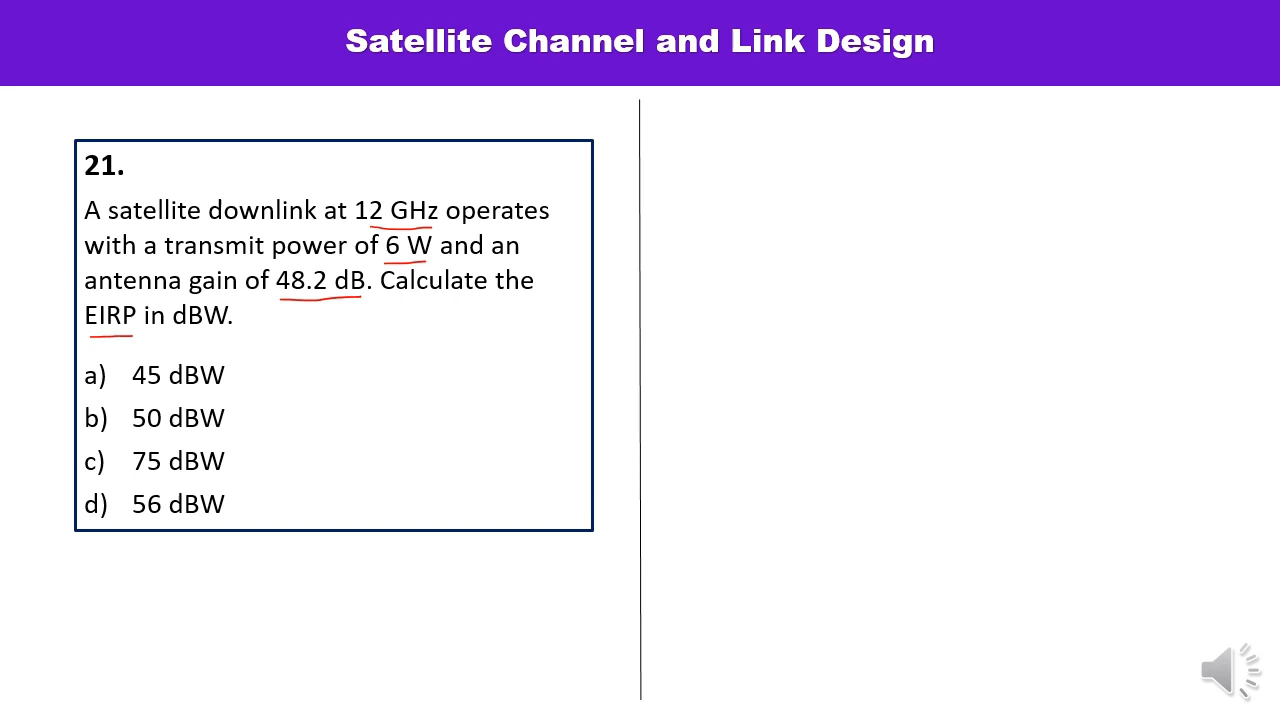 Satellite Channel and Link Design
21.
A satellite downlink at 12 GHz operates
with a transmit power of 6 W and an
antenna gain of 48.2 dB. Calculate the
EIRP in dBW.
a) 45 dBW
b) 50 dBW
c) 75 dBW
d) 56 dBW